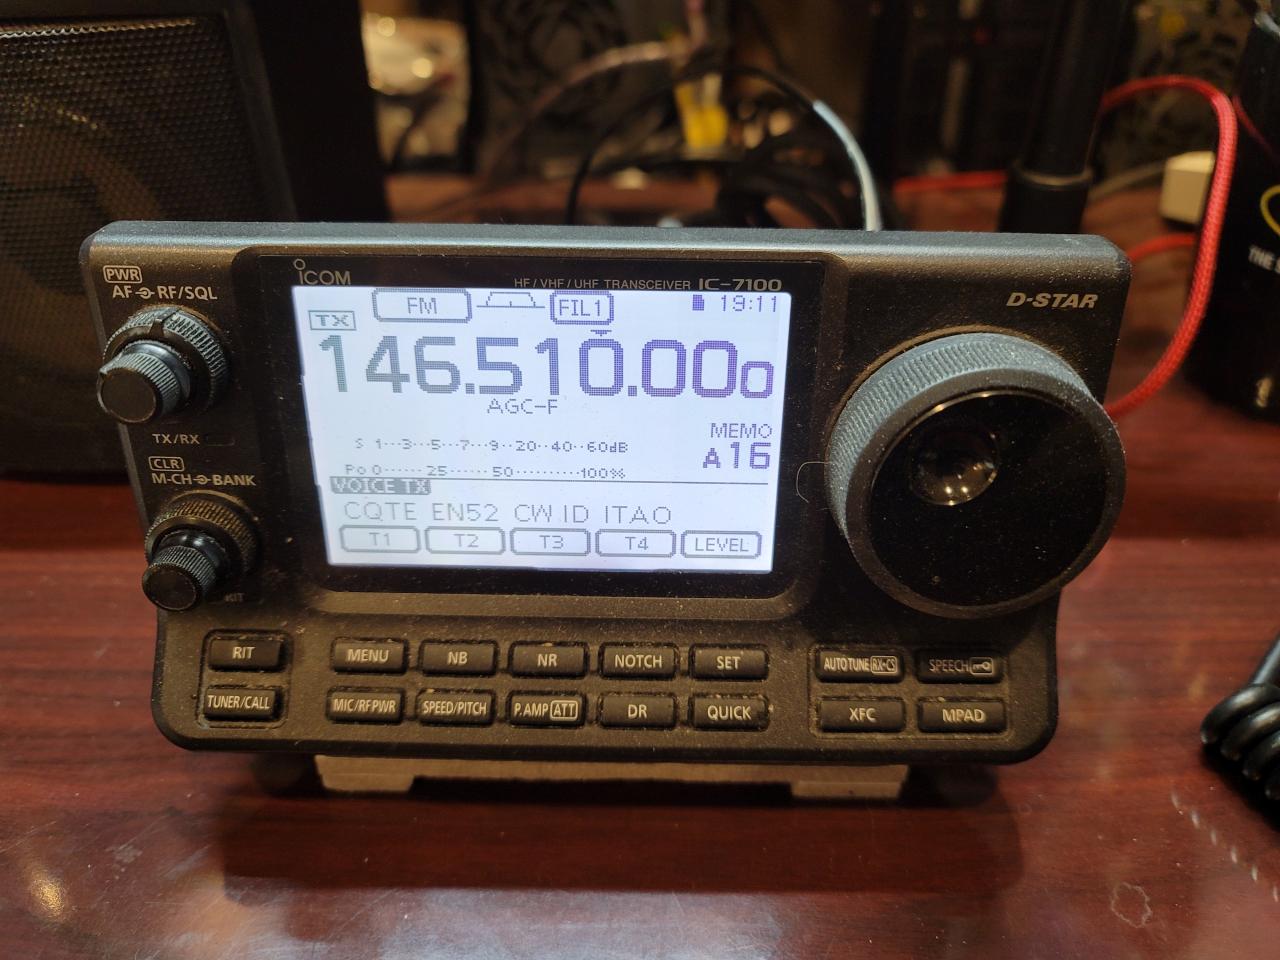 PWR
AF RF/SQL
ICOM
HF/VHF/UHF TRANSCEIVER IC-7100
D-STAR
FM FIL1 19:11
TX
146.510.000
AGC-F
MEMO
A16
S 1···3··5···7···9··20··40··60dB
Po 0······25······50··········100%
VOICE TX
CQTE EN52 CW ID ITAO
T1 T2 T3 T4 LEVEL
TX/RX
CLR
M-CH BANK
RIT
RIT MENU NB NR NOTCH SET AUTO TUNE RX-CS SPEECH
TUNER/CALL MIC/RF PWR SPEED/PITCH P.AMP ATT DR QUICK XFC MPAD